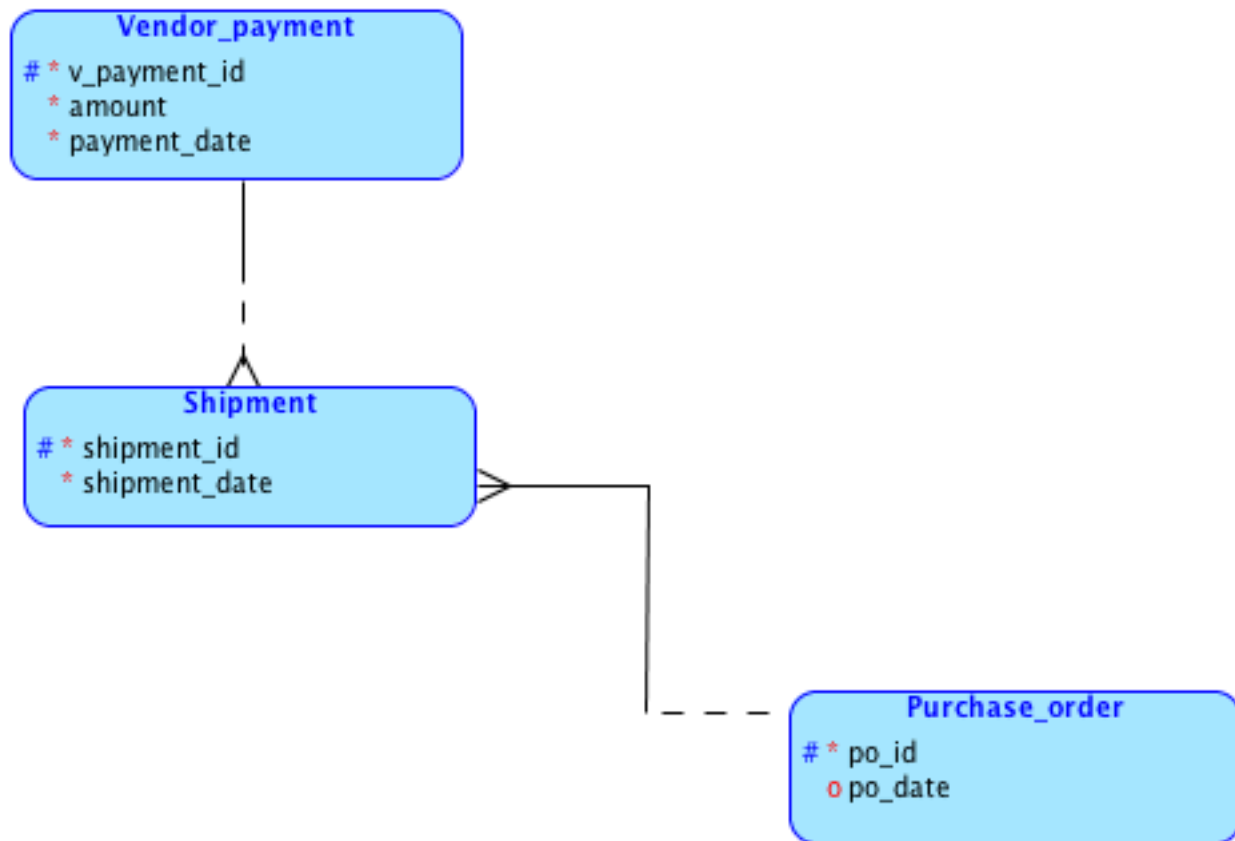 Vendor_payment
# * v_payment_id
* amount
* payment_date
Shipment
# * shipment_id
* shipment_date
Purchase_order
# * po_id
o po_date